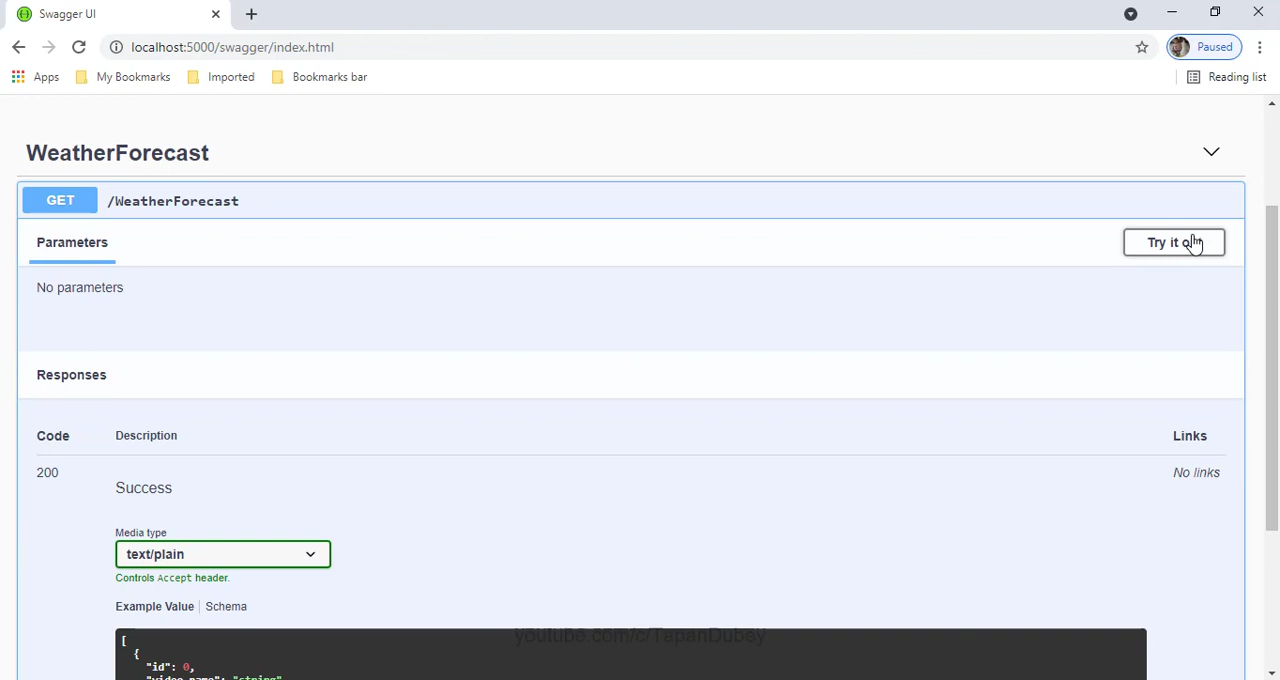 Swagger UI
localhost:5000/swagger/index.html
Paused
Apps My Bookmarks Imported Bookmarks bar Reading list
WeatherForecast
GET /WeatherForecast
Parameters Try it
No parameters
Responses
Code Description Links
200 Success No links
Media type
text/plain
Controls Accept header.
Example Value Schema
youtube.com/c/TapanDubey
[
{
"id": 0,
"video_name": "string"